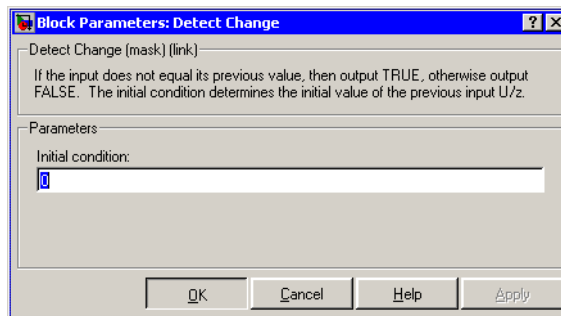 Block Parameters: Detect Change
Detect Change (mask) (link)
If the input does not equal its previous value, then output TRUE, otherwise output
FALSE.  The initial condition determines the initial value of the previous input U/z.
Parameters
Initial condition:
0
OK
Cancel
Help
Apply